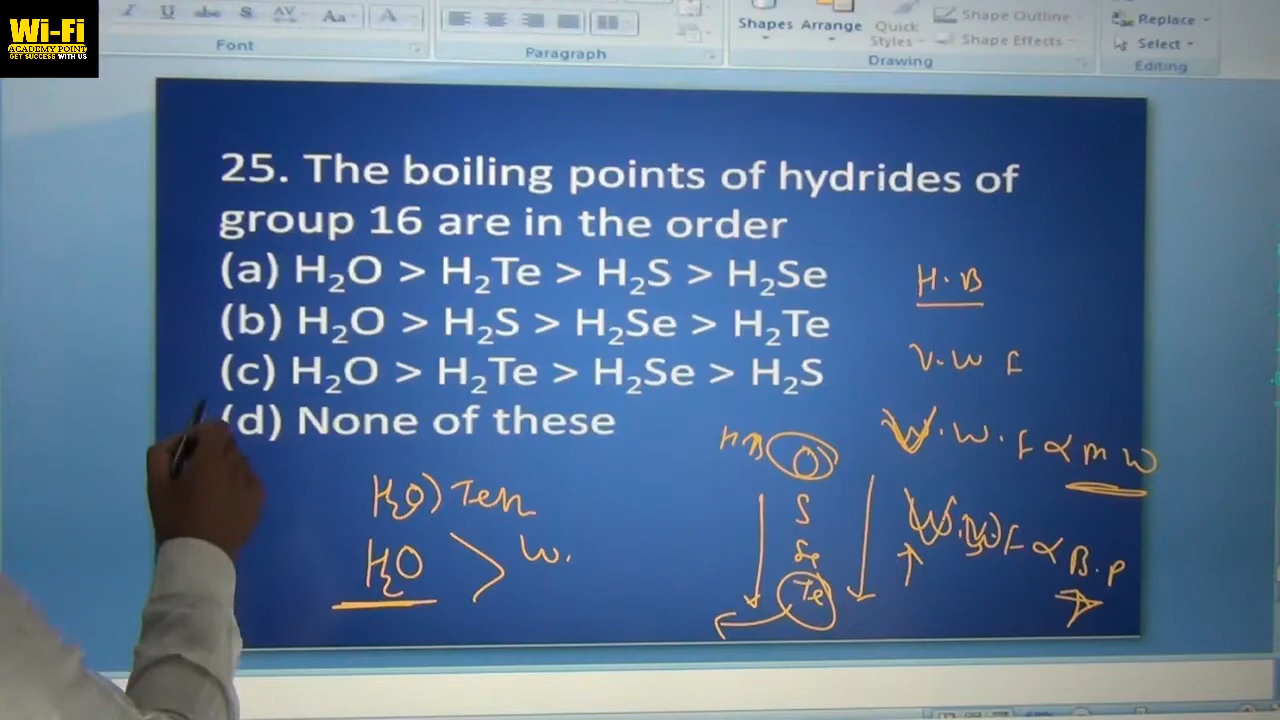 Wi-Fi
ACADEMY POINT
GET SUCCESS WITH US
Font
Paragraph
Shapes
Arrange
Quick
Styles
Shape Outline
Shape Effects
Drawing
Replace
Select
Editing
25. The boiling points of hydrides of
group 16 are in the order
(a) H₂O > H₂Te > H₂S > H₂Se
(b) H₂O > H₂S > H₂Se > H₂Te
(c) H₂O > H₂Te > H₂Se > H₂S
(d) None of these
H.B
V.W F
V.W.F ∝ M W
HB O
S
Se
Te
∝ B.P
H₂O
H₂O > W.